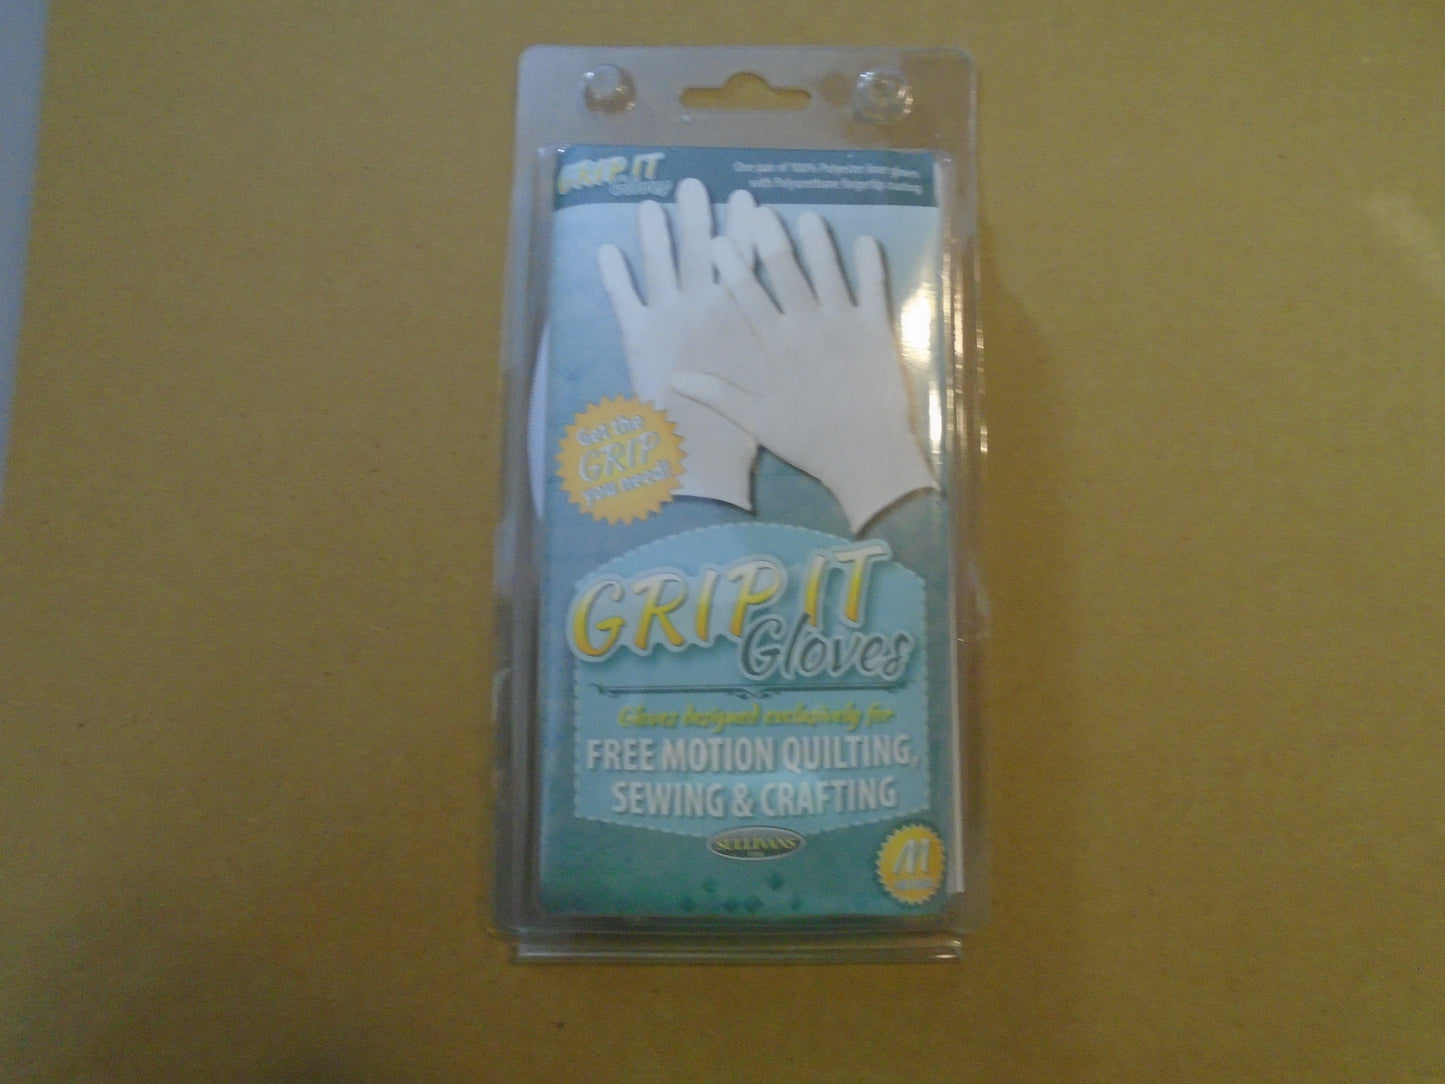 GRIP IT
Gloves
One pair of 100% Polyester liner gloves
with Polyurethane fingertip coating
Get the
GRIP
you need!
GRIP IT
Gloves
Gloves designed exclusively for
FREE MOTION QUILTING,
SEWING & CRAFTING
SULLIVANS
M